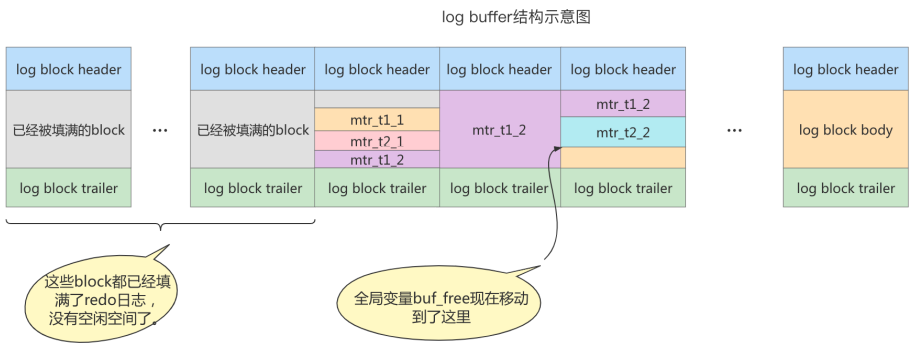 log buffer结构示意图
log block header
log block header
log block header
log block header
log block header
log block header
已经被填满的block
...
已经被填满的block
mtr_t1_1
mtr_t2_1
mtr_t1_2
mtr_t1_2
mtr_t1_2
mtr_t2_2
...
log block body
log block trailer
log block trailer
log block trailer
log block trailer
log block trailer
log block trailer
这些block都已经填
满了redo日志，
没有空闲空间了。
全局变量buf_free现在移动
到了这里